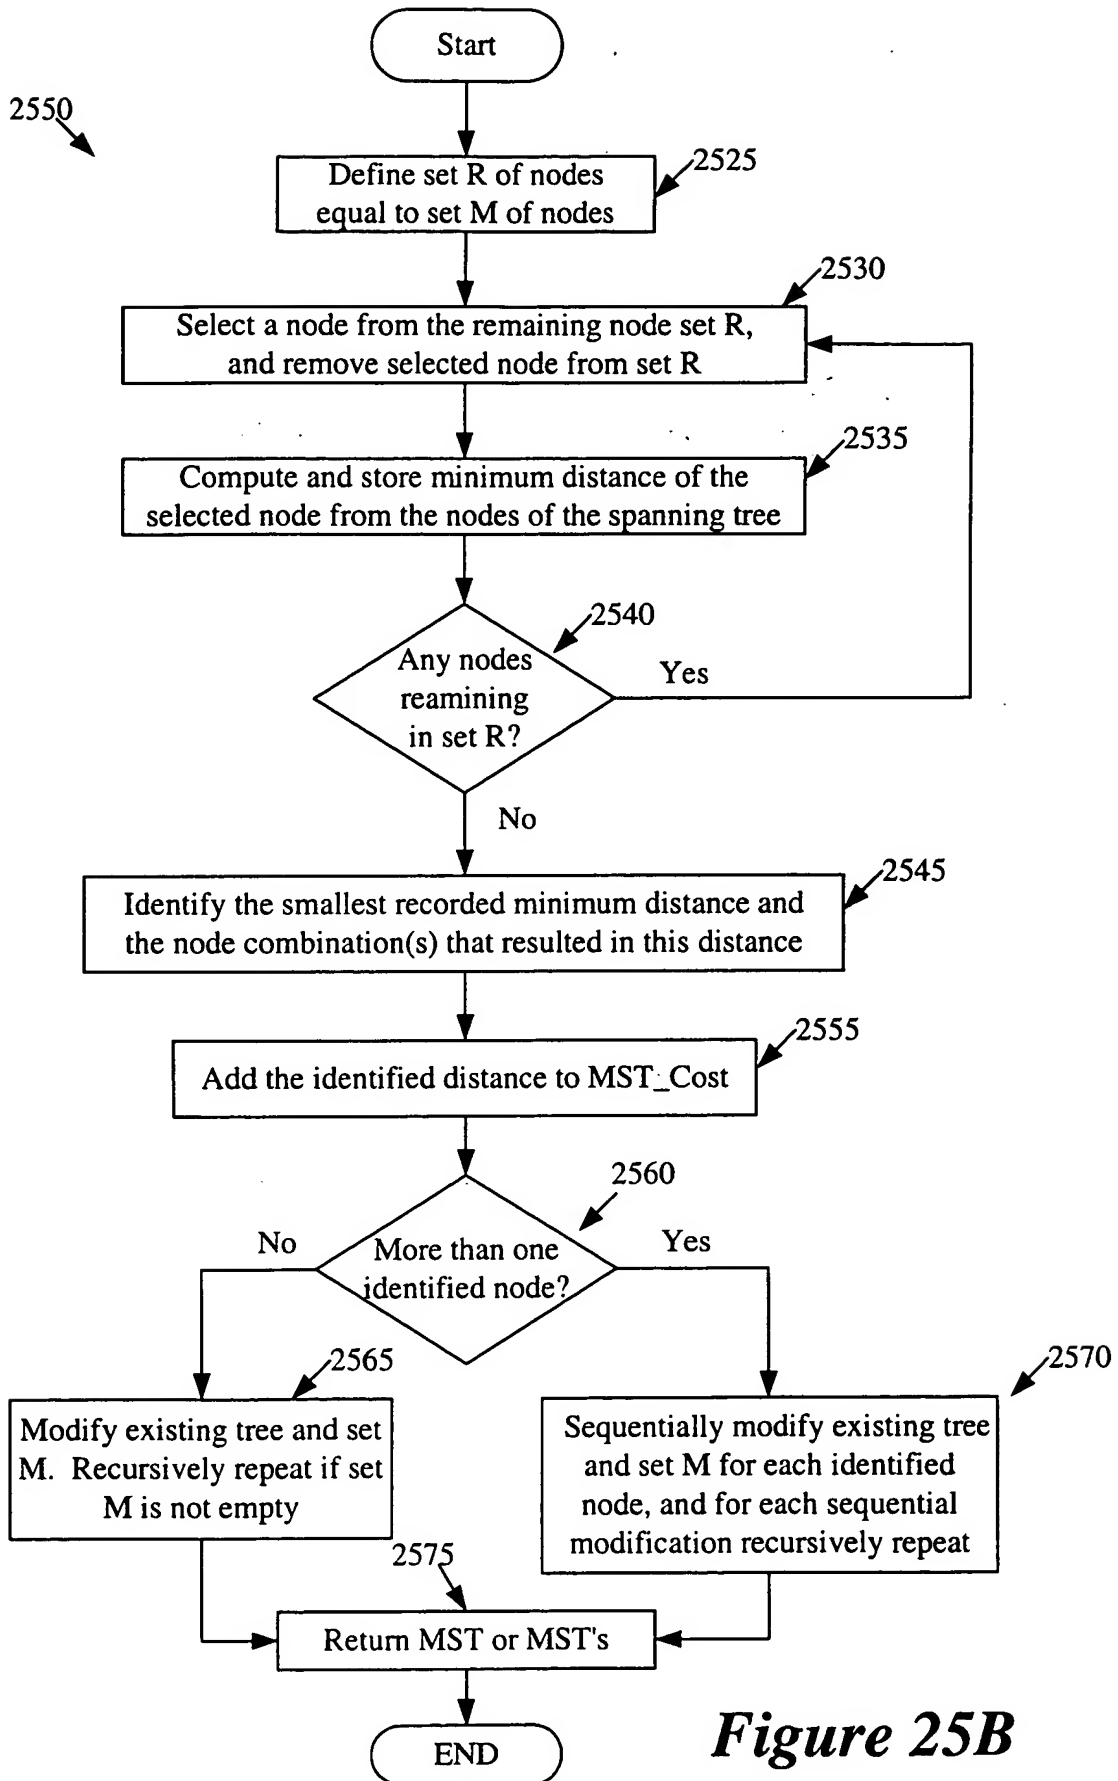 Start
2550
Define set R of nodes
equal to set M of nodes
2525
2530
Select a node from the remaining node set R,
and remove selected node from set R
2535
Compute and store minimum distance of the
selected node from the nodes of the spanning tree
2540
Any nodes
reamining
in set R?
Yes
No
2545
Identify the smallest recorded minimum distance and
the node combination(s) that resulted in this distance
2555
Add the identified distance to MST_Cost
2560
More than one
identified node?
No
Yes
2565
Modify existing tree and set
M. Recursively repeat if set
M is not empty
2570
Sequentially modify existing tree
and set M for each identified
node, and for each sequential
modification recursively repeat
2575
Return MST or MST's
END
Figure 25B